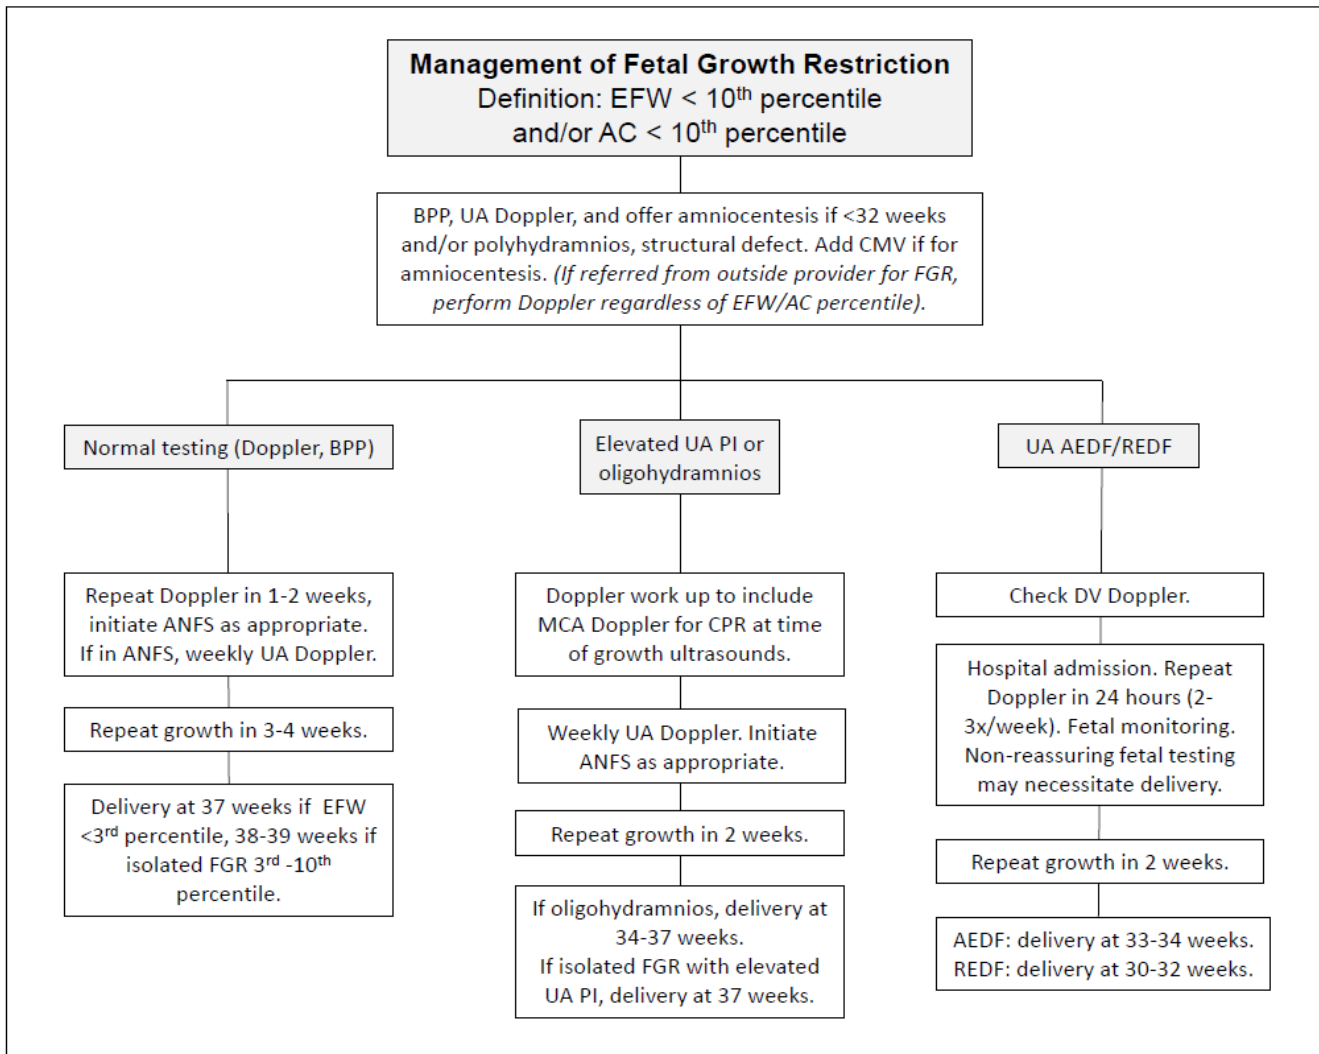 Management of Fetal Growth Restriction
Definition: EFW < 10th percentile
and/or AC < 10th percentile
BPP, UA Doppler, and offer amniocentesis if <32 weeks
and/or polyhydramnios, structural defect. Add CMV if for
amniocentesis. (If referred from outside provider for FGR,
perform Doppler regardless of EFW/AC percentile).
Normal testing (Doppler, BPP)
Repeat Doppler in 1-2 weeks,
initiate ANFS as appropriate.
If in ANFS, weekly UA Doppler.
Repeat growth in 3-4 weeks.
Delivery at 37 weeks if EFW
<3rd percentile, 38-39 weeks if
isolated FGR 3rd -10th
percentile.
Elevated UA PI or
oligohydramnios
Doppler work up to include
MCA Doppler for CPR at time
of growth ultrasounds.
Weekly UA Doppler. Initiate
ANFS as appropriate.
Repeat growth in 2 weeks.
If oligohydramnios, delivery at
34-37 weeks.
If isolated FGR with elevated
UA PI, delivery at 37 weeks.
UA AEDF/REDF
Check DV Doppler.
Hospital admission. Repeat
Doppler in 24 hours (2-
3x/week). Fetal monitoring.
Non-reassuring fetal testing
may necessitate delivery.
Repeat growth in 2 weeks.
AEDF: delivery at 33-34 weeks.
REDF: delivery at 30-32 weeks.